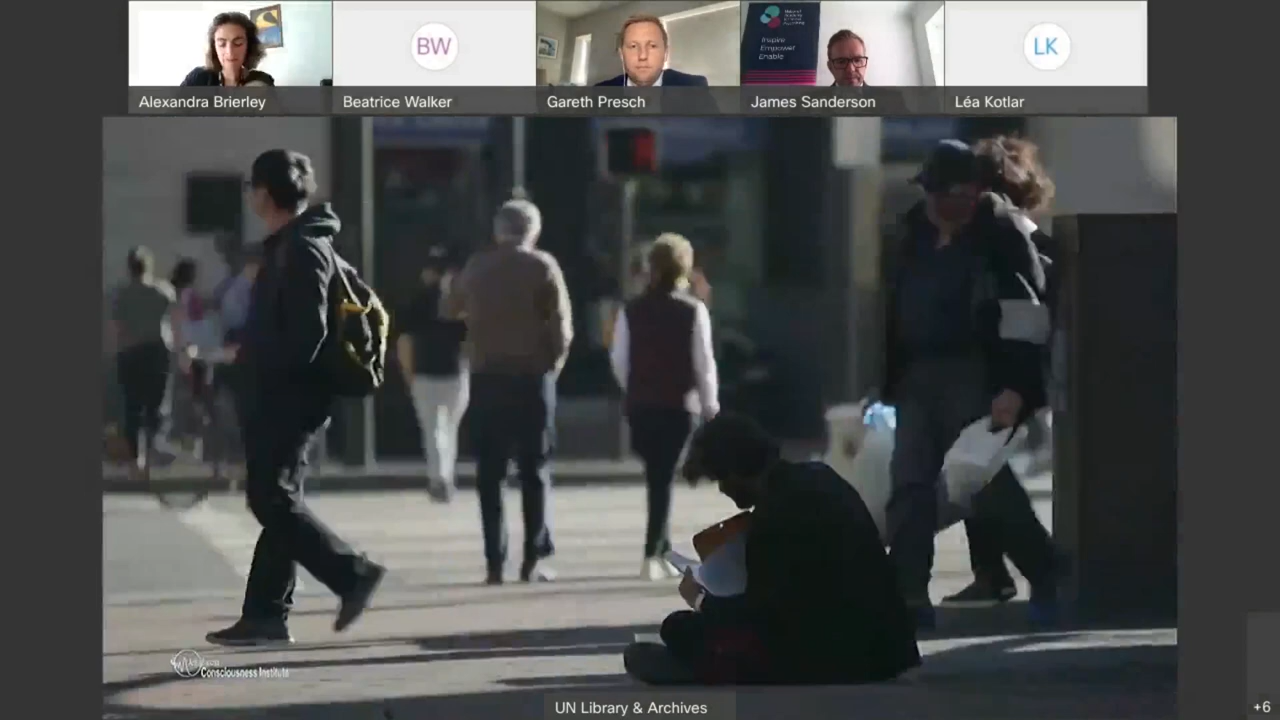 BW
LK
Inspire
Empower
Enable
Alexandra Brierley
Beatrice Walker
Gareth Presch
James Sanderson
Léa Kotlar
Consciousness Institute
UN Library & Archives
+6